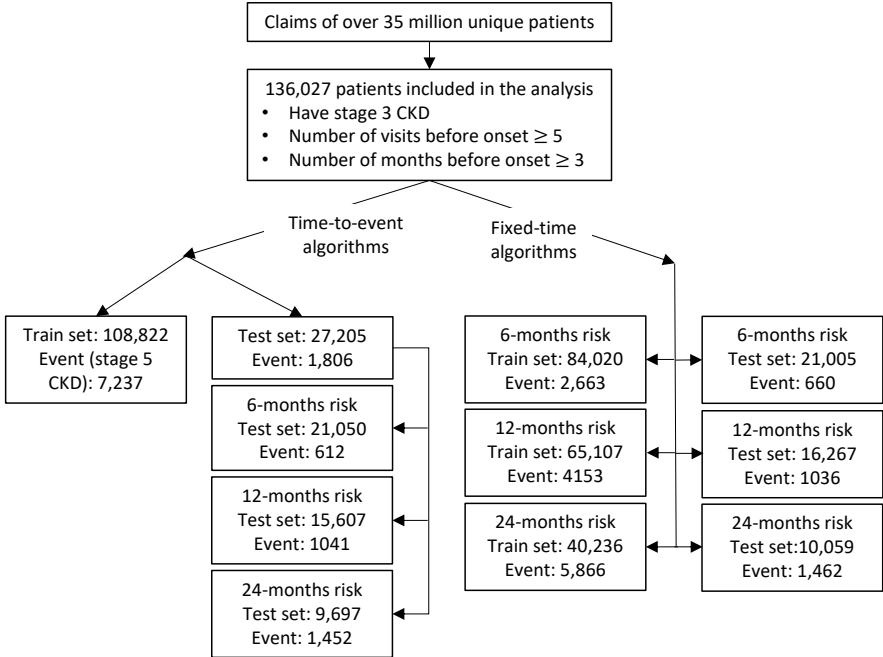 Claims of over 35 million unique patients
136,027 patients included in the analysis
• Have stage 3 CKD
• Number of visits before onset ≥ 5
• Number of months before onset ≥ 3
Time-to-event
algorithms
Fixed-time
algorithms
Train set: 108,822
Event (stage 5
CKD): 7,237
Test set: 27,205
Event: 1,806
6-months risk
Test set: 21,050
Event: 612
12-months risk
Test set: 15,607
Event: 1041
24-months risk
Test set: 9,697
Event: 1,452
6-months risk
Train set: 84,020
Event: 2,663
12-months risk
Train set: 65,107
Event: 4153
24-months risk
Train set: 40,236
Event: 5,866
6-months risk
Test set: 21,005
Event: 660
12-months risk
Test set: 16,267
Event: 1036
24-months risk
Test set:10,059
Event: 1,462